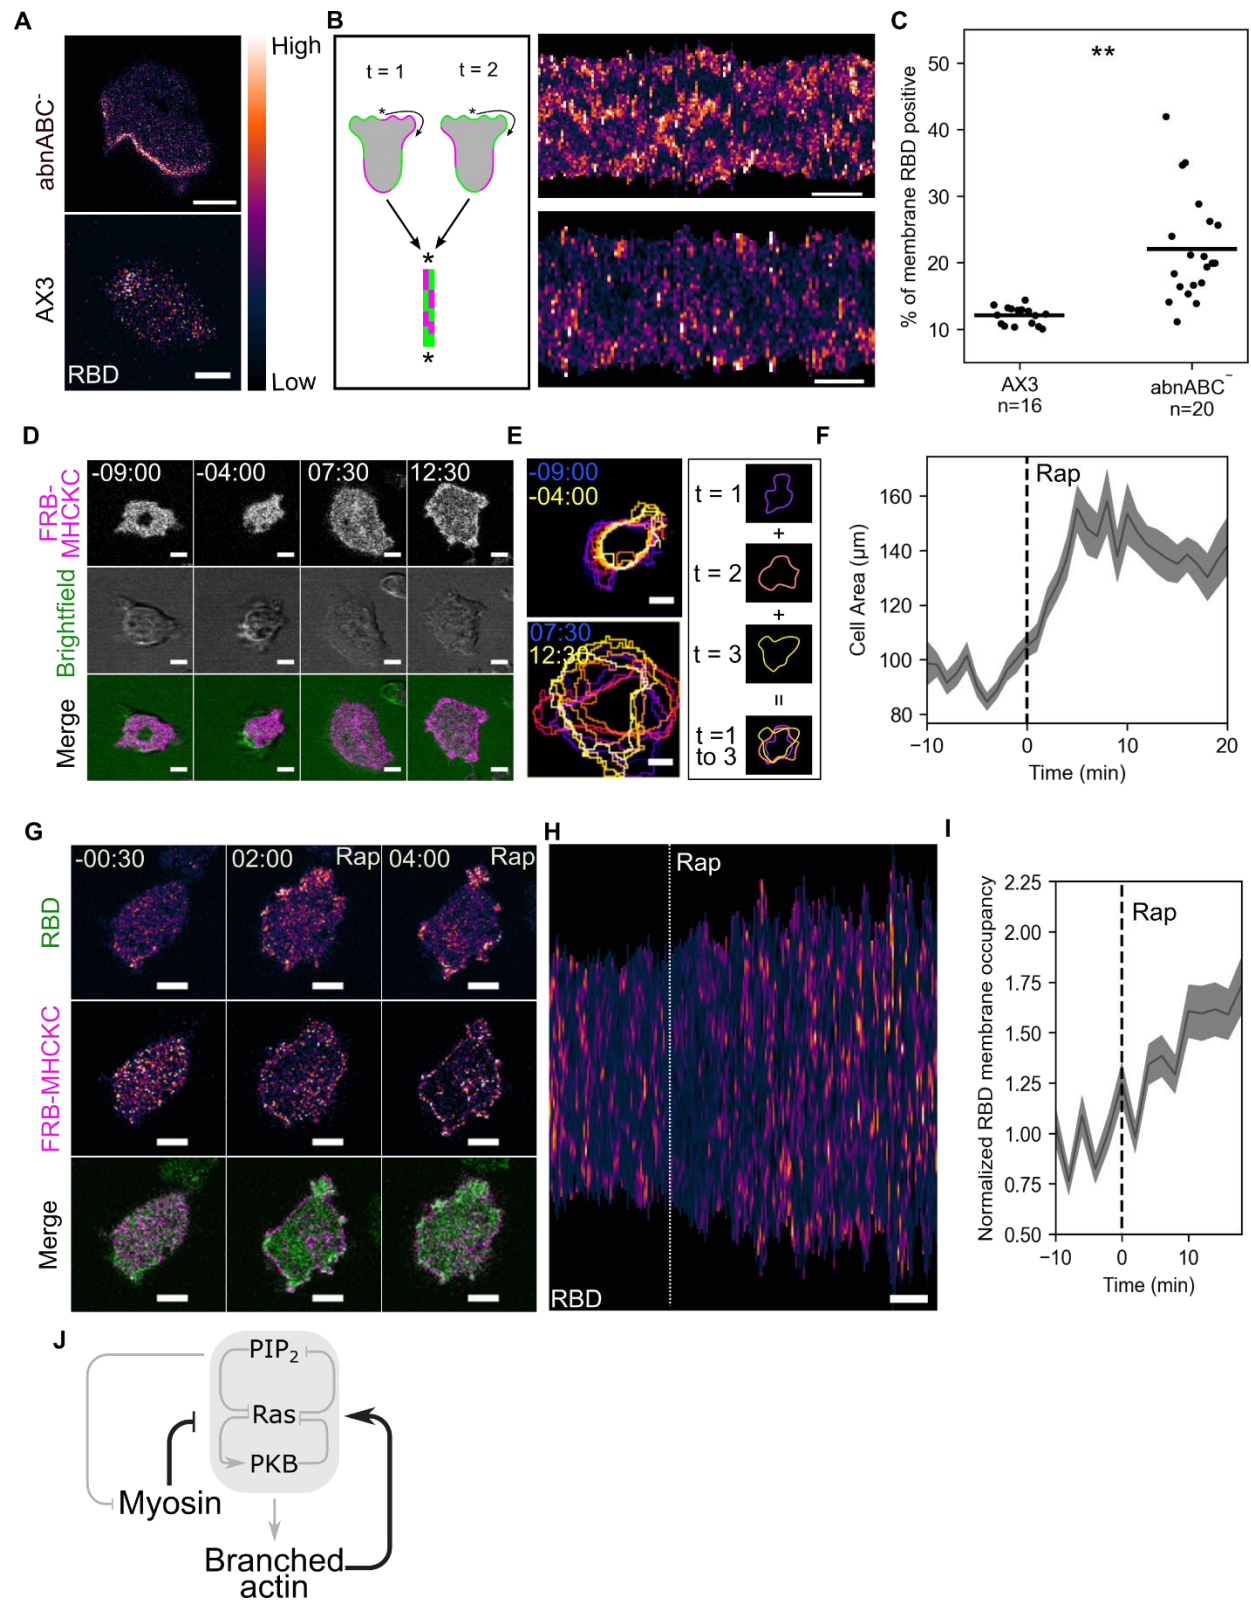 A
abnABC-
AX3
RBD
High
Low
B
t = 1
t = 2
*
*
*
*
C
% of membrane RBD positive
50
40
30
20
10
**
AX3
n=16
abnABC-
n=20
D
FRB-
MHCKC
Brightfield
Merge
-09:00
-04:00
07:30
12:30
E
-09:00
-04:00
07:30
12:30
t = 1
+
t = 2
+
t = 3
=
t =1
to 3
F
Cell Area (μm)
160
140
120
100
80
Rap
−10
0
10
20
Time (min)
G
RBD
FRB-MHCKC
Merge
-00:30
02:00
Rap
04:00
Rap
H
Rap
RBD
I
Normalized RBD membrane occupancy
2.25
2.00
1.75
1.50
1.25
1.00
0.75
0.50
Rap
−10
0
10
Time (min)
J
PIP2
Ras
PKB
Myosin
Branched
actin